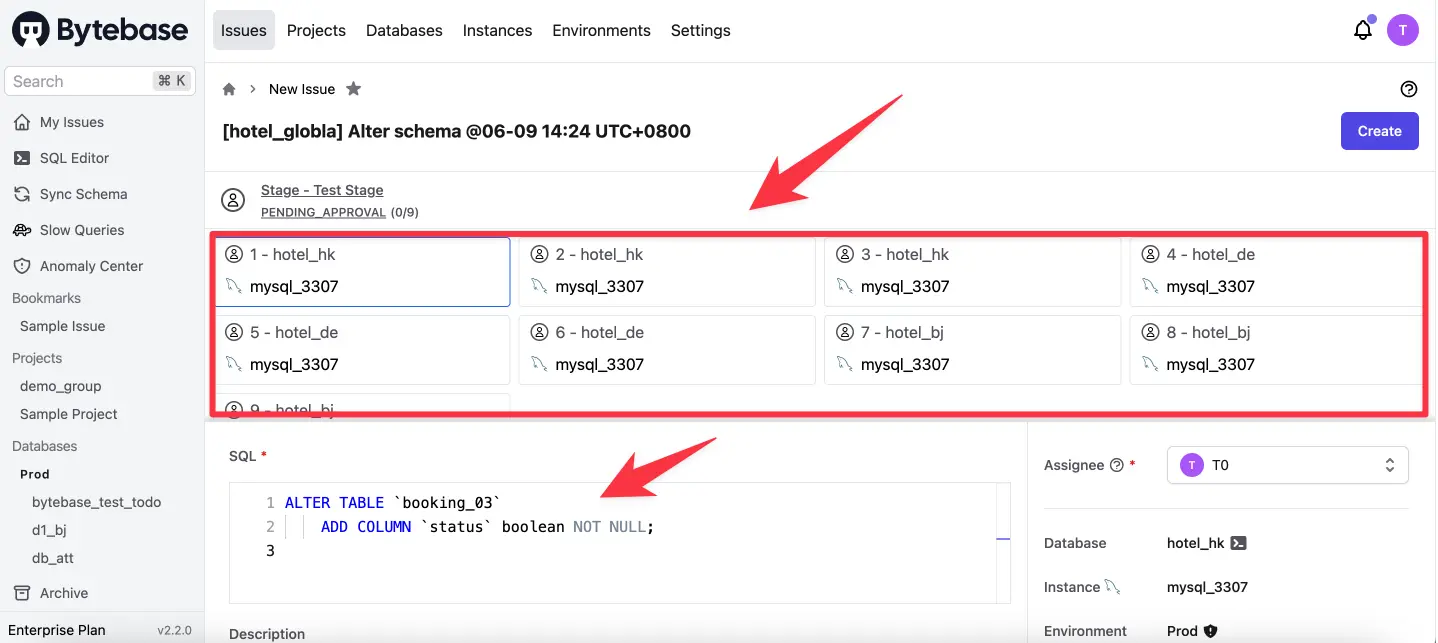 Bytebase
Search ⌘ K
My Issues
SQL Editor
Sync Schema
Slow Queries
Anomaly Center
Bookmarks
Sample Issue
Projects
demo_group
Sample Project
Databases
Prod
bytebase_test_todo
d1_bj
db_att
Archive
Enterprise Plan v2.2.0
Issues Projects Databases Instances Environments Settings
T
New Issue
[hotel_globla] Alter schema @06-09 14:24 UTC+0800
Create
Stage - Test Stage
PENDING_APPROVAL (0/9)
1 - hotel_hk
mysql_3307
2 - hotel_hk
mysql_3307
3 - hotel_hk
mysql_3307
4 - hotel_de
mysql_3307
5 - hotel_de
mysql_3307
6 - hotel_de
mysql_3307
7 - hotel_bj
mysql_3307
8 - hotel_bj
mysql_3307
9 - hotel_bj
SQL *
1 ALTER TABLE `booking_03`
2 ADD COLUMN `status` boolean NOT NULL;
3
Description
Assignee * T T0
Database hotel_hk
Instance mysql_3307
Environment Prod